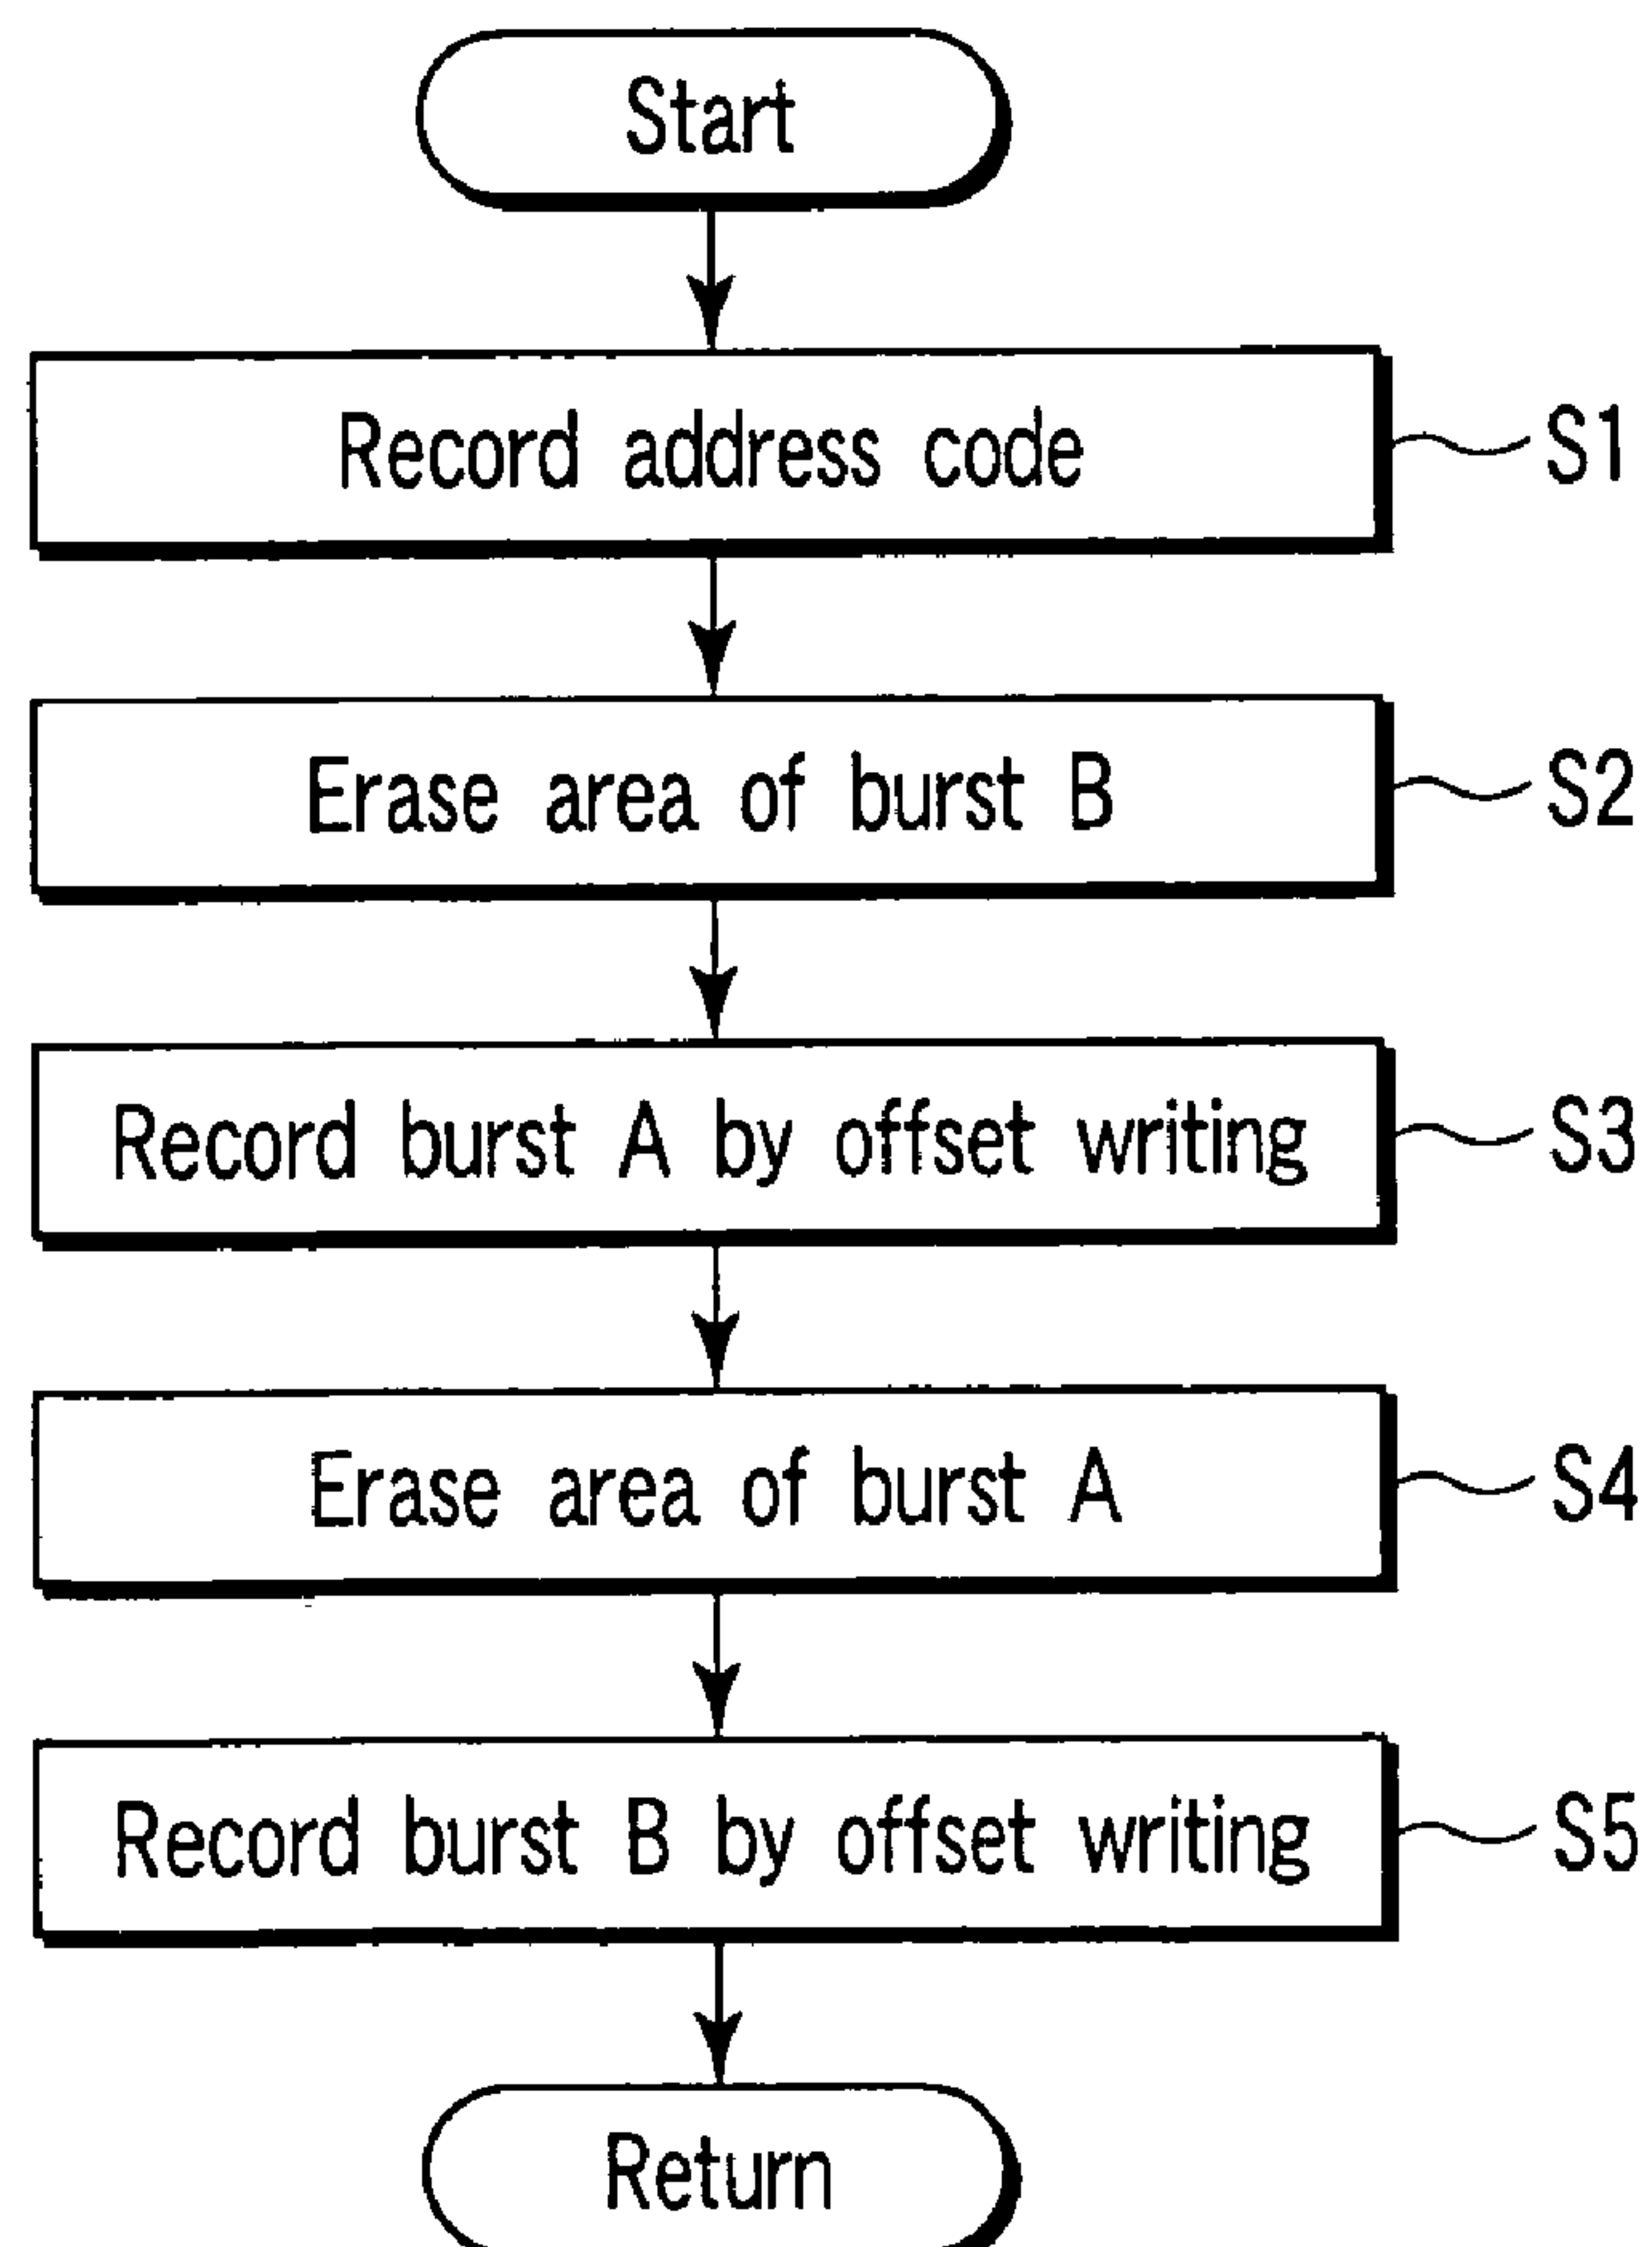 Start
Record address code
S1
Erase area of burst B
S2
Record burst A by offset writing
S3
Erase area of burst A
S4
Record burst B by offset writing
S5
Return